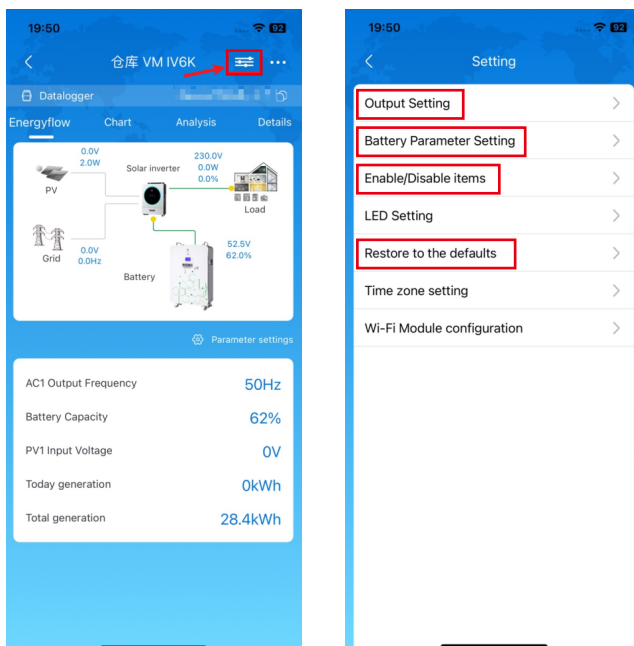 19:50
92
仓库 VM IV6K
Datalogger
Energyflow Chart Analysis Details
0.0V
2.0W
PV
Solar inverter
230.0V
0.0W
0.0%
Load
Grid
0.0V
0.0Hz
Battery
52.5V
62.0%
Parameter settings
AC1 Output Frequency 50Hz
Battery Capacity 62%
PV1 Input Voltage 0V
Today generation 0kWh
Total generation 28.4kWh
19:50
92
Setting
Output Setting
Battery Parameter Setting
Enable/Disable items
LED Setting
Restore to the defaults
Time zone setting
Wi-Fi Module configuration